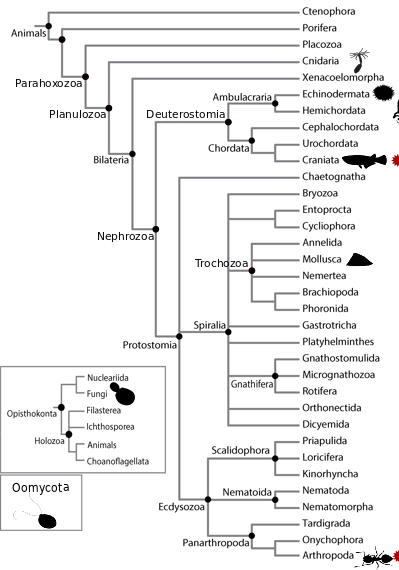 Ctenophora
Animals
Porifera
Placozoa
Cnidaria
Parahoxozoa
Xenacoelomorpha
Echinodermata
Ambulacraria
Hemichordata
Planulozoa
Deuterostomia
Cephalochordata
Urochordata
Chordata
Bilateria
Craniata
Chaetognatha
Bryozoa
Entoprocta
Cycliophora
Nephrozoa
Annelida
Trochozoa
Mollusca
Nemertea
Brachiopoda
Phoronida
Spiralia
Gastrotricha
Protostomia
Platyhelminthes
Gnathostomulida
Micrognathozoa
Gnathifera
Rotifera
Orthonectida
Dicyemida
Nucleariida
Fungi
Opisthokonta
Filasterea
Ichthosporea
Holozoa
Animals
Choanoflagellata
Priapulida
Scalidophora
Loricifera
Kinorhyncha
Oomycota
Nematoida
Nematoda
Nematomorpha
Ecdysozoa
Tardigrada
Panarthropoda
Onychophora
Arthropoda